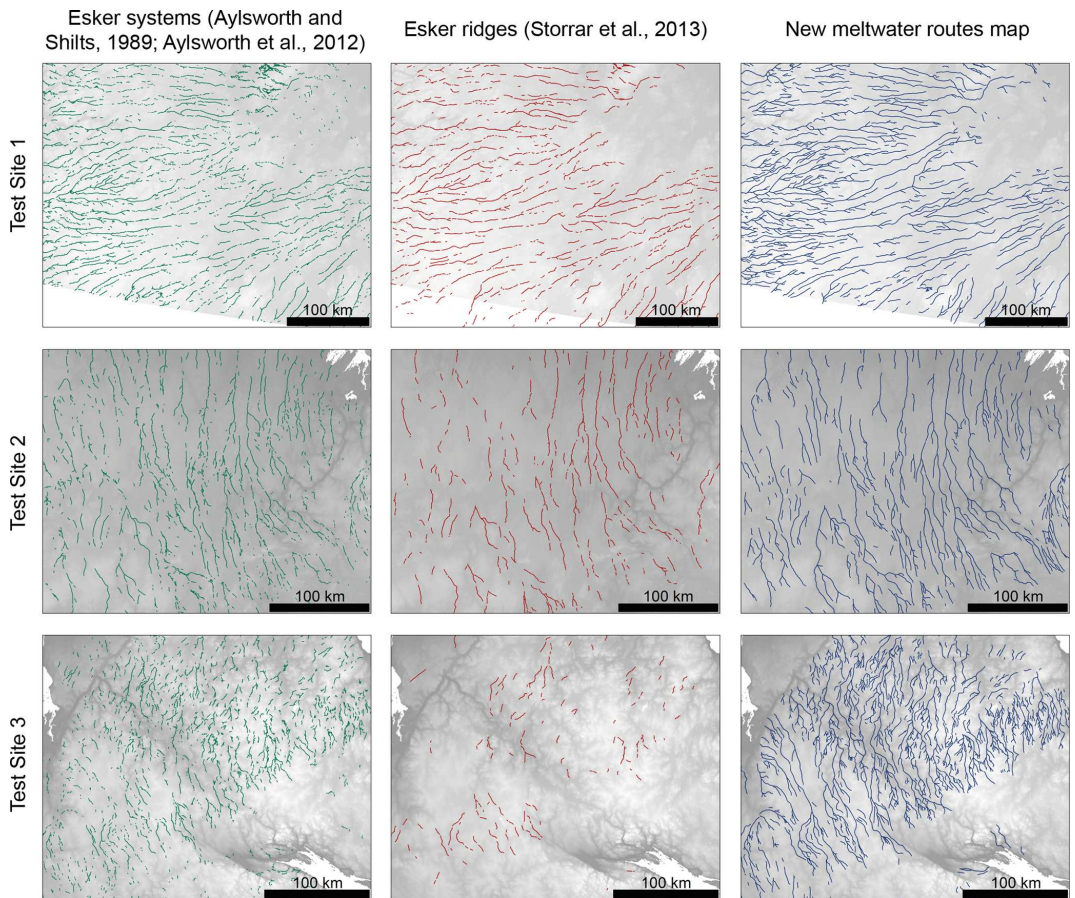 Esker systems (Aylsworth and
Shilts, 1989; Aylsworth et al., 2012)
Esker ridges (Storrar et al., 2013)
New meltwater routes map
Test Site 1
100 km
100 km
100 km
Test Site 2
100 km
100 km
100 km
Test Site 3
100 km
100 km
100 km